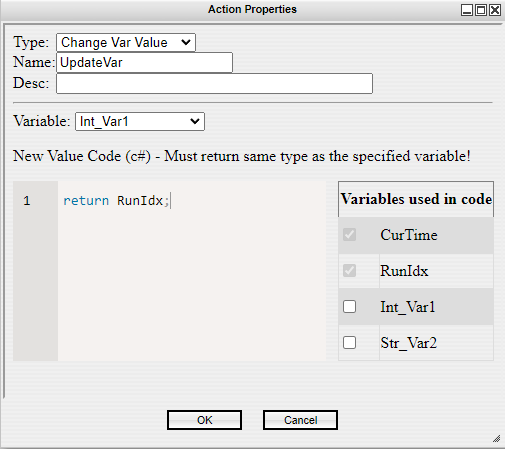 Action Properties
Type: Change Var Value
Name: UpdateVar
Desc:
Variable: Int_Var1
New Value Code (c#) - Must return same type as the specified variable!
1 return RunIdx;
Variables used in code
CurTime
RunIdx
Int_Var1
Str_Var2
OK Cancel